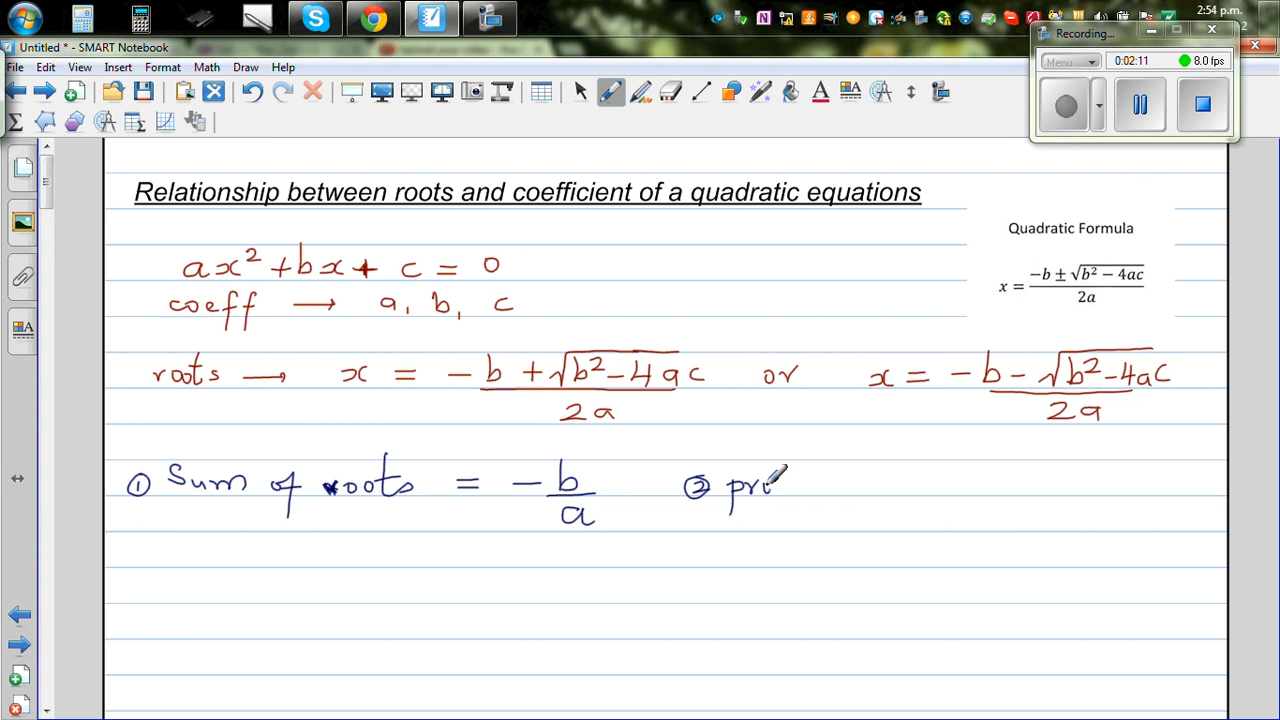 2:54 p.m.
Untitled * - SMART Notebook
Recording...
File Edit View Insert Format Math Draw Help
Menu 0:02:11 8.0 fps
Relationship between roots and coefficient of a quadratic equations
Quadratic Formula
x = (-b ± √(b² − 4ac)) / 2a
ax² + bx + c = 0
coeff → a, b, c
roots → x = (-b + √(b² − 4ac)) / 2a or x = (-b − √(b² − 4ac)) / 2a
① Sum of roots = -b/a ② pro